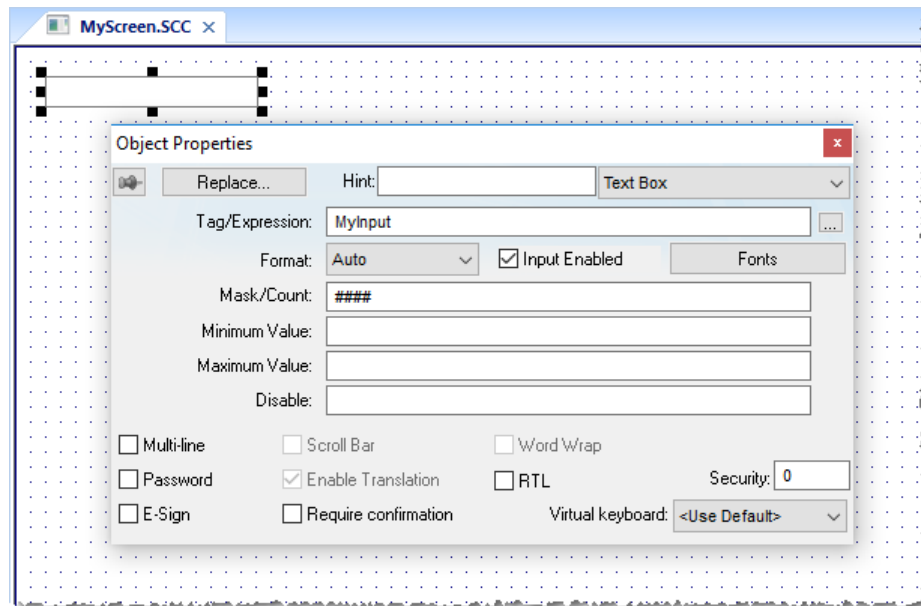 MyScreen.SCC
Object Properties
Replace... Hint: Text Box
Tag/Expression: MyInput ...
Format: Auto Input Enabled Fonts
Mask/Count: ####
Minimum Value:
Maximum Value:
Disable:
Multi-line Scroll Bar Word Wrap
Password Enable Translation RTL Security: 0
E-Sign Require confirmation Virtual keyboard: <Use Default>